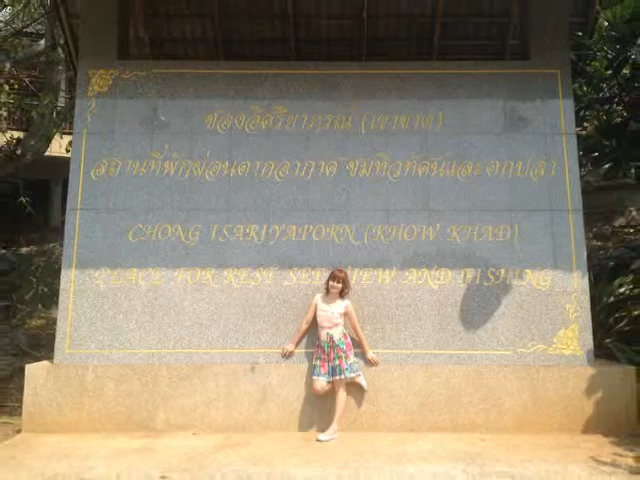 ช่องอิศริยาภรณ์ (เขาขาด)
สถานที่พักผ่อนตากอากาศ ชมทิวทัศน์และตกปลา
CHONG ISARIYAPORN (KHOW KHAD)
PLACE FOR REST SEE VIEW AND FISHING